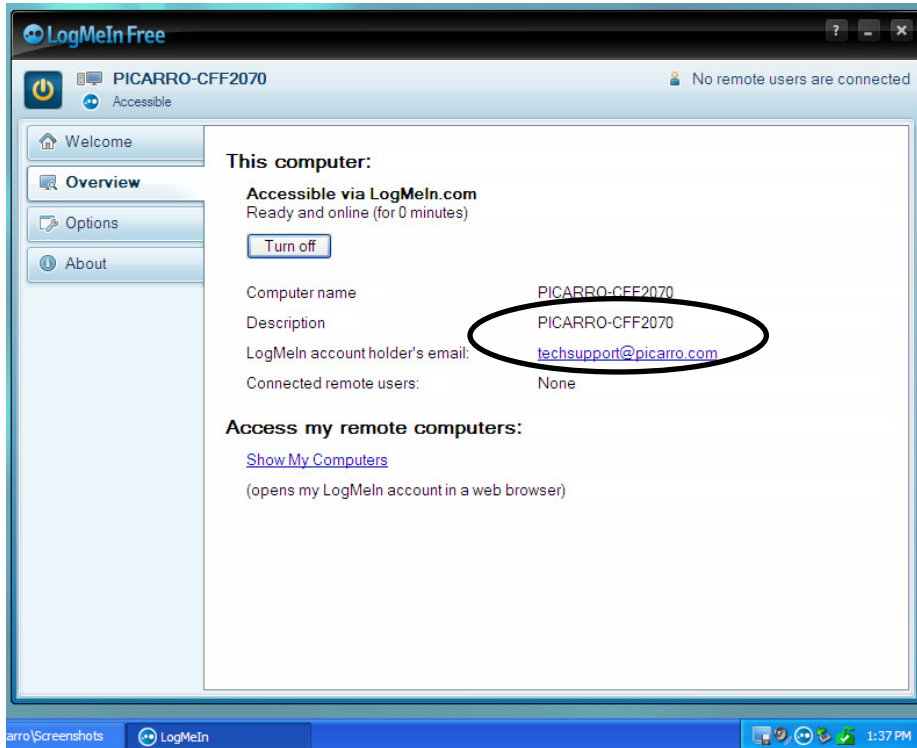 LogMeIn Free
? _ x
PICARRO-CFF2070
No remote users are connected
Accessible
Welcome
Overview
Options
About
This computer:
Accessible via LogMeIn.com
Ready and online (for 0 minutes)
Turn off
Computer name PICARRO-CFF2070
Description PICARRO-CFF2070
LogMeIn account holder's email: techsupport@picarro.com
Connected remote users: None
Access my remote computers:
Show My Computers
(opens my LogMeIn account in a web browser)
arro\Screenshots LogMeIn 1:37 PM